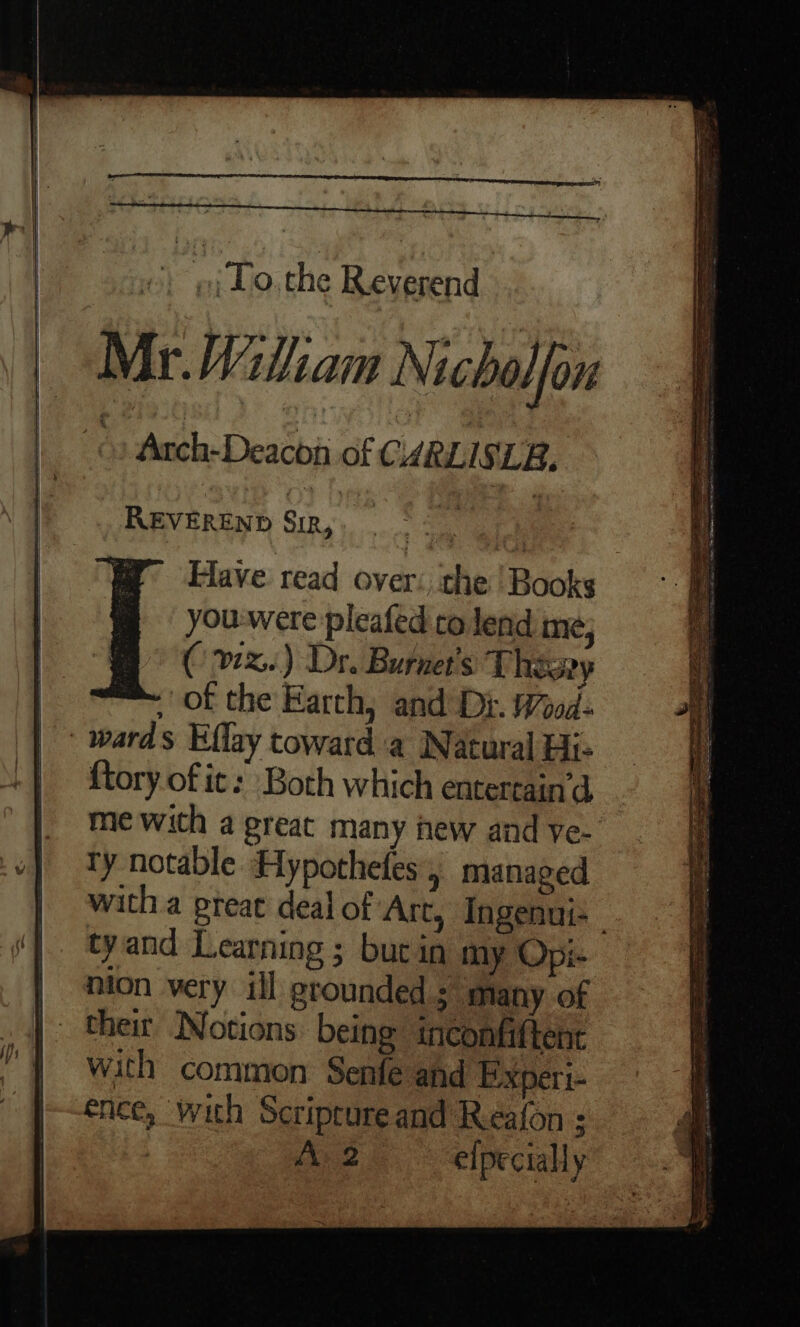 To the Reverend
Mr. William Nicholſon
Arch-Deacon of CARLISLE.
REVEREND SIR,
I Have read over the Books
you were pleaſed to lend me,
(viz.) Dr. Burnet's Theory
of the Earth, and Dr. Wood-
wards Eſſay toward a Natural Hi-
ſtory of it: Both which entertain'd
me with a great many new and ve-
ry notable Hypotheſes, managed
with a great deal of Art, Ingenui-
ty and Learning; but in my Opi-
nion very ill grounded; many of
their Notions being inconſiſtent
with common Senſe and Experi-
ence, with Scripture and Reaſon;
A 2 eſpecially